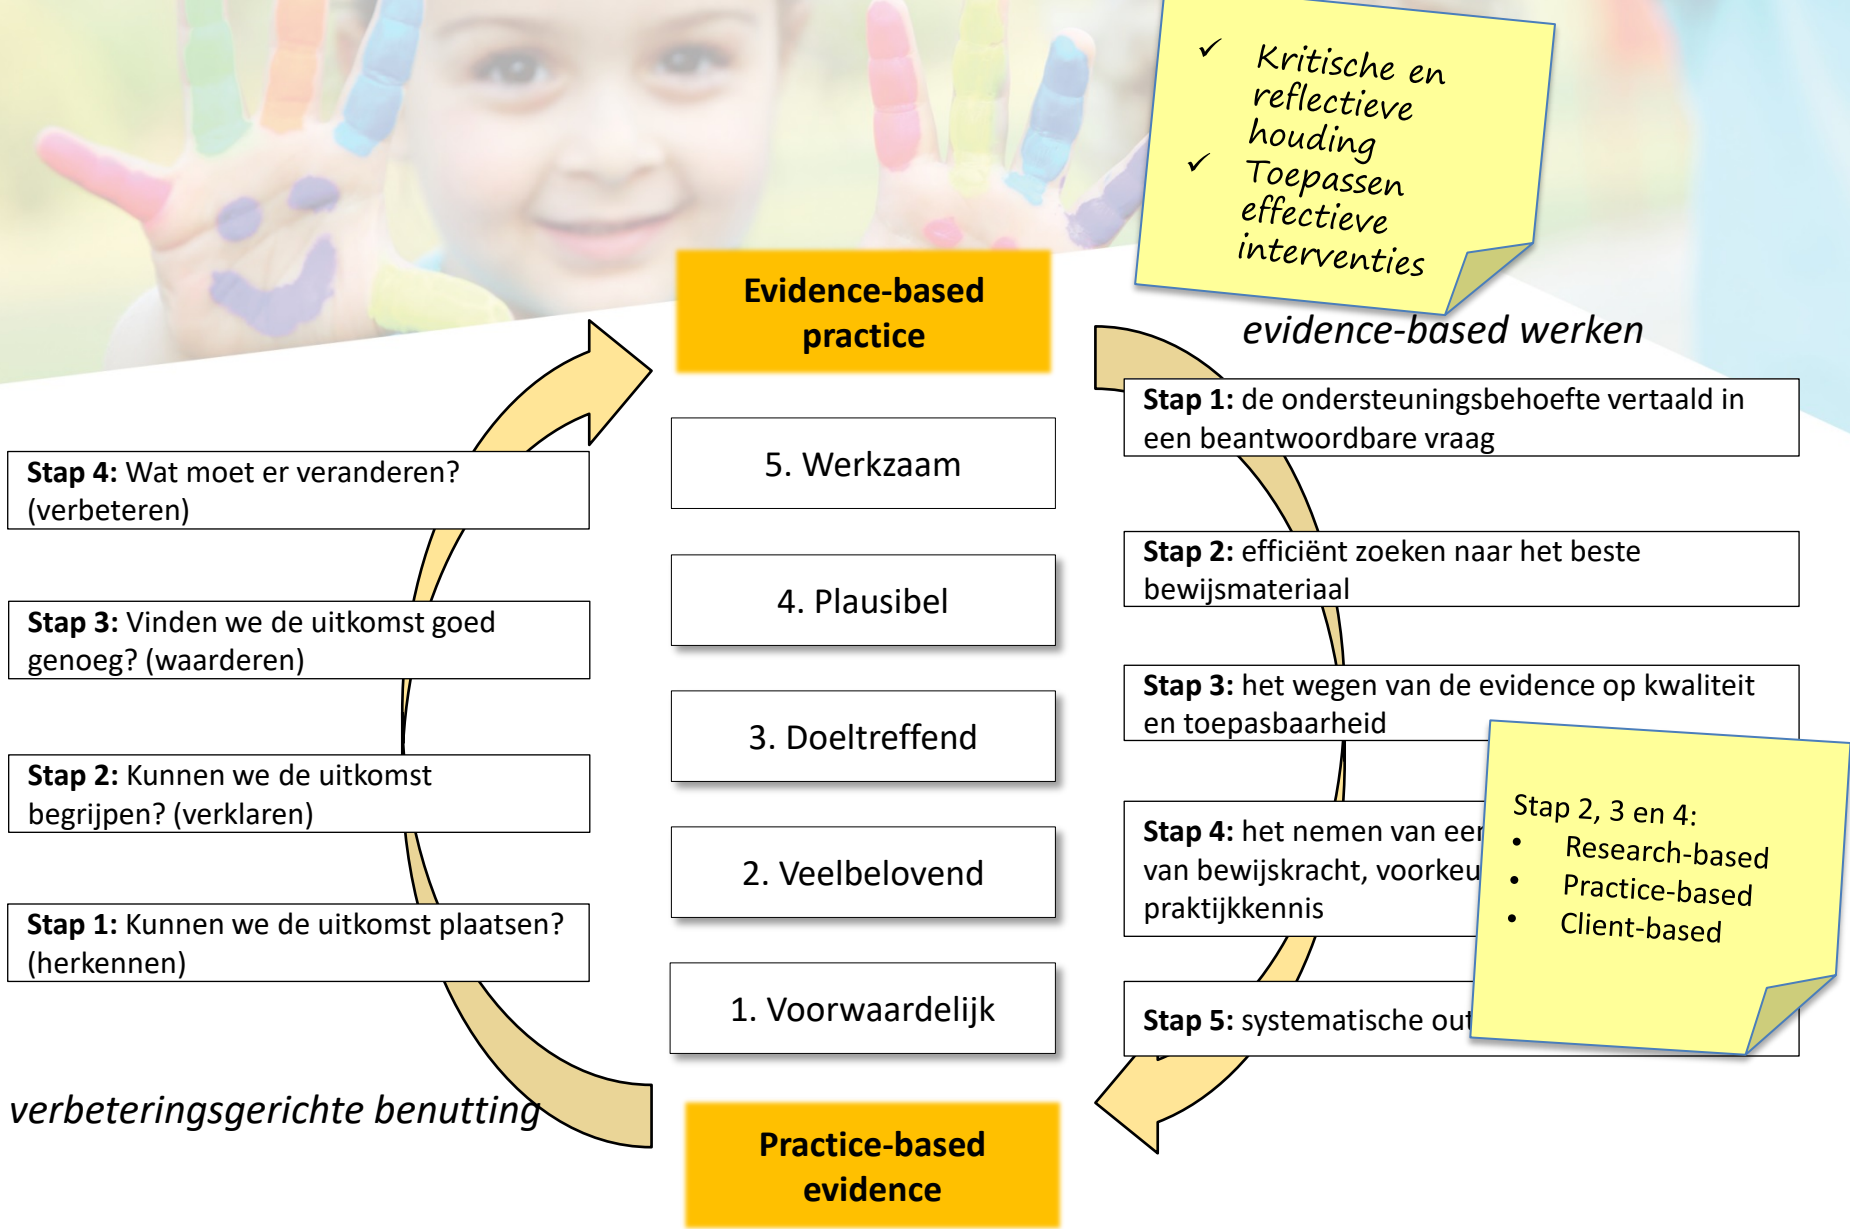 ✓ Kritische en
reflectieve
houding
✓ Toepassen
effectieve
interventies
Evidence-based
practice
evidence-based werken
Stap 4: Wat moet er veranderen?
(verbeteren)
Stap 3: Vinden we de uitkomst goed
genoeg? (waarderen)
Stap 2: Kunnen we de uitkomst
begrijpen? (verklaren)
Stap 1: Kunnen we de uitkomst plaatsen?
(herkennen)
verbeteringsgerichte benutting
5. Werkzaam
4. Plausibel
3. Doeltreffend
2. Veelbelovend
1. Voorwaardelijk
Practice-based
evidence
Stap 1: de ondersteuningsbehoefte vertaald in
een beantwoordbare vraag
Stap 2: efficiënt zoeken naar het beste
bewijsmateriaal
Stap 3: het wegen van de evidence op kwaliteit
en toepasbaarheid
Stap 4: het nemen van
van bewijskracht,
praktijkkennis
Stap 5: systematische
Stap 2, 3 en 4:
• Research-based
• Practice-based
• Client-based